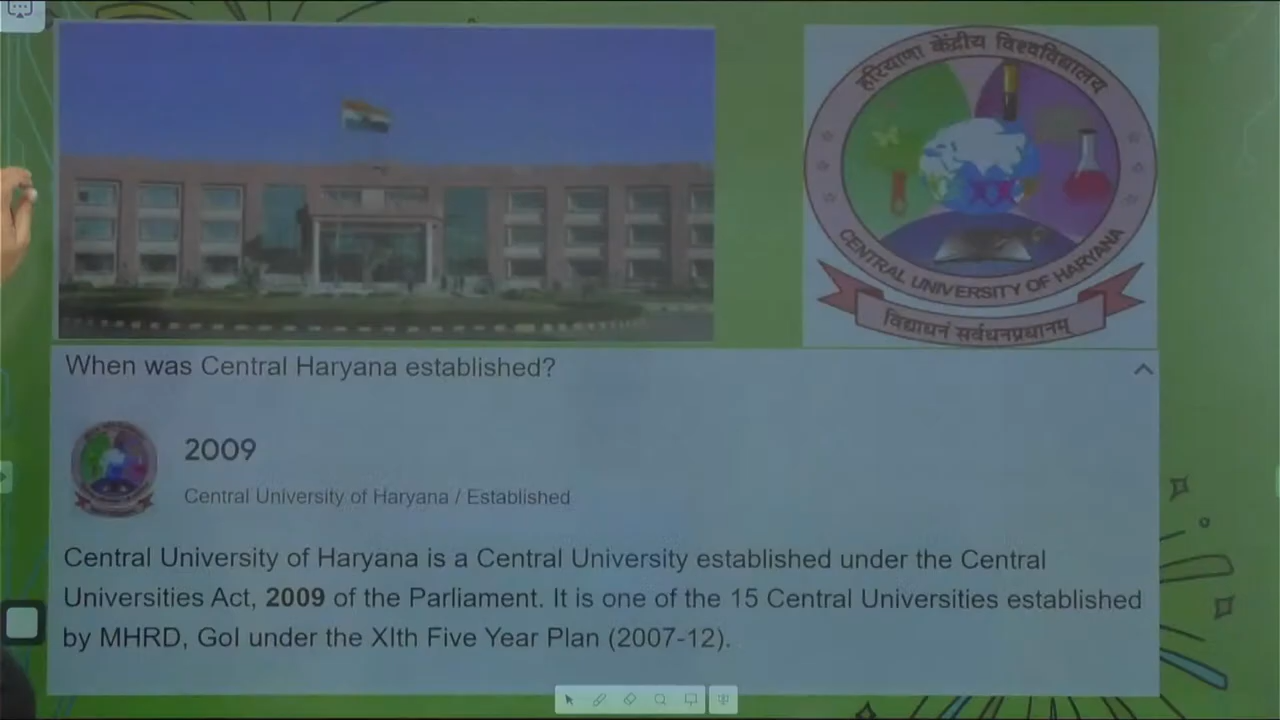 हरियाणा केंद्रीय विश्वविद्यालय
CENTRAL UNIVERSITY OF HARYANA
विद्याधनं सर्वधनप्रधानम्
When was Central Haryana established?
2009
Central University of Haryana / Established
Central University of Haryana is a Central University established under the Central
Universities Act, 2009 of the Parliament. It is one of the 15 Central Universities established
by MHRD, GoI under the XIth Five Year Plan (2007-12).